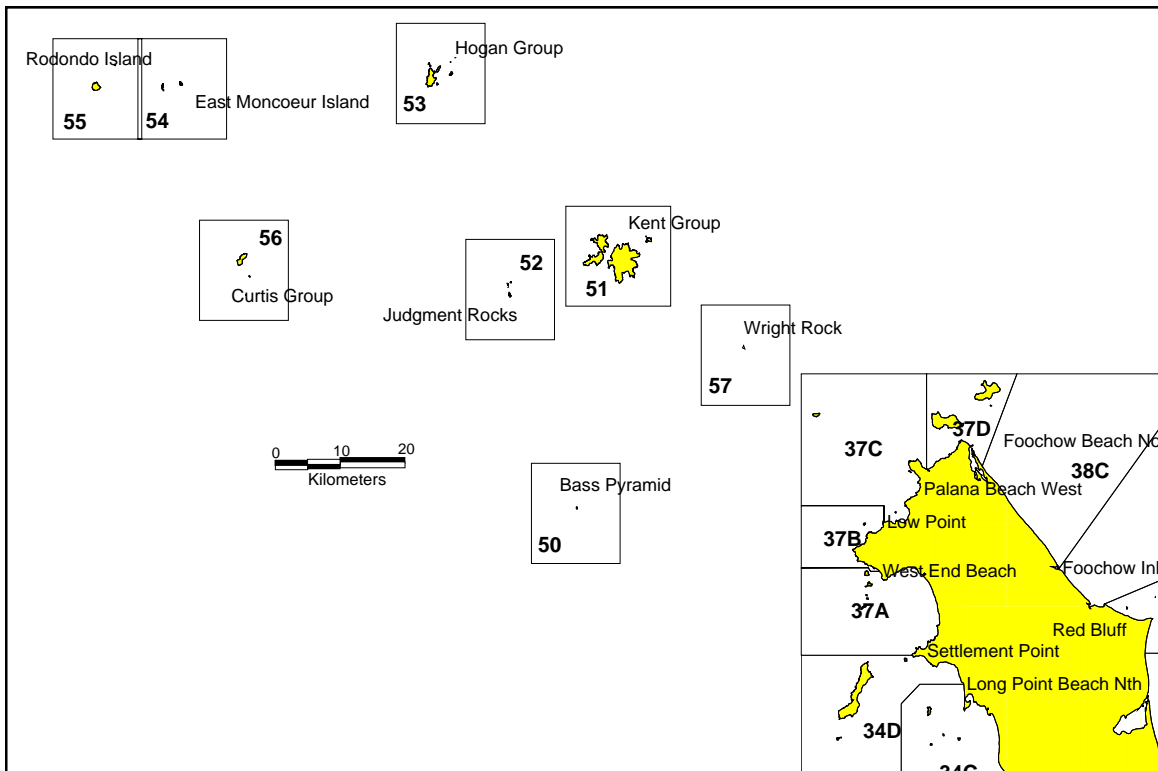 Hogan Group
Rodondo Island
East Moncoeur Island
53
55
54
Kent Group
56
52
51
Curtis Group
Judgment Rocks
Wright Rock
57
37D
Foochow Beach No
37C
0 10 20
38C
Kilometers
Bass Pyramid
Palana Beach West
Low Point
37B
50
Foochow Inl
West End Beach
37A
Red Bluff
Settlement Point
Long Point Beach Nth
34D
34C